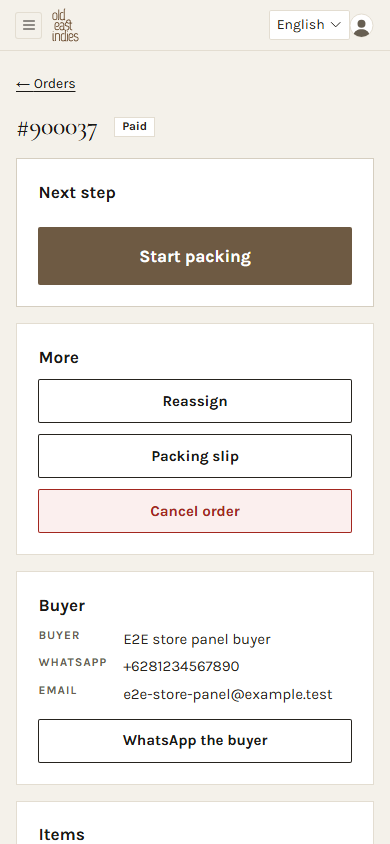 old
east
indies
English
← Orders
#900037
Paid
Next step
Start packing
More
Reassign
Packing slip
Cancel order
Buyer
BUYER E2E store panel buyer
WHATSAPP +6281234567890
EMAIL e2e-store-panel@example.test
WhatsApp the buyer
Items